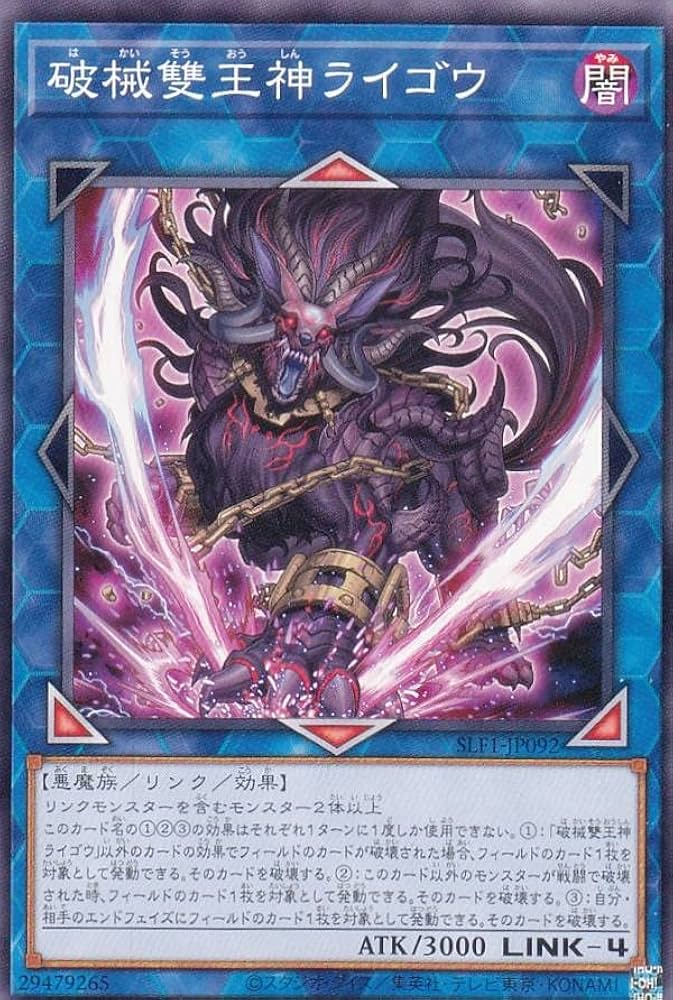 破械雙王神ライゴウ
闇
SLF1-JP092
【悪魔族／リンク／効果】
リンクモンスターを含むモンスター２体以上
このカード名の①②③の効果はそれぞれ１ターンに１度しか使用できない。①：「破械雙王神
ライゴウ」以外のカードの効果でフィールドのカードが破壊された場合、フィールドのカード１枚を
対象として発動できる。そのカードを破壊する。②：このカード以外のモンスターが戦闘で破壊
された時、フィールドのカード１枚を対象として発動できる。そのカードを破壊する。③：自分・
相手のエンドフェイズにフィールドのカード１枚を対象として発動できる。そのカードを破壊する。
ATK/3000 LINK-4
29479265 ©スタジオ・ダイス／集英社・テレビ東京・KONAMI